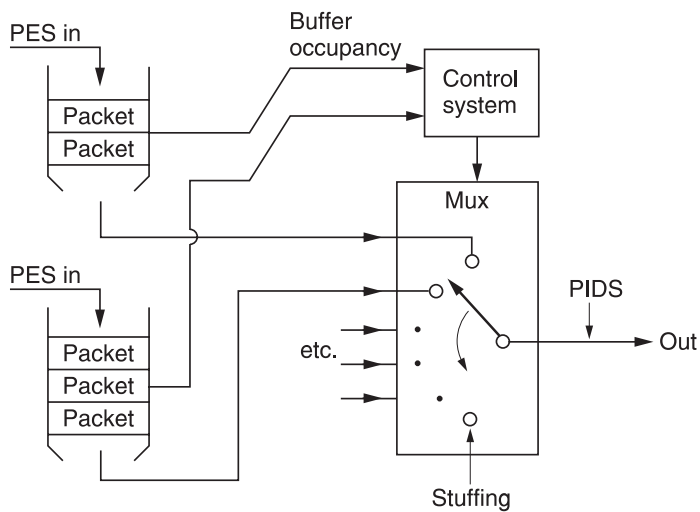 PES in
Buffer
occupancy
Control
system
Packet
Packet
Mux
PES in
PIDS
Out
Packet
Packet
Packet
etc.
Stuffing